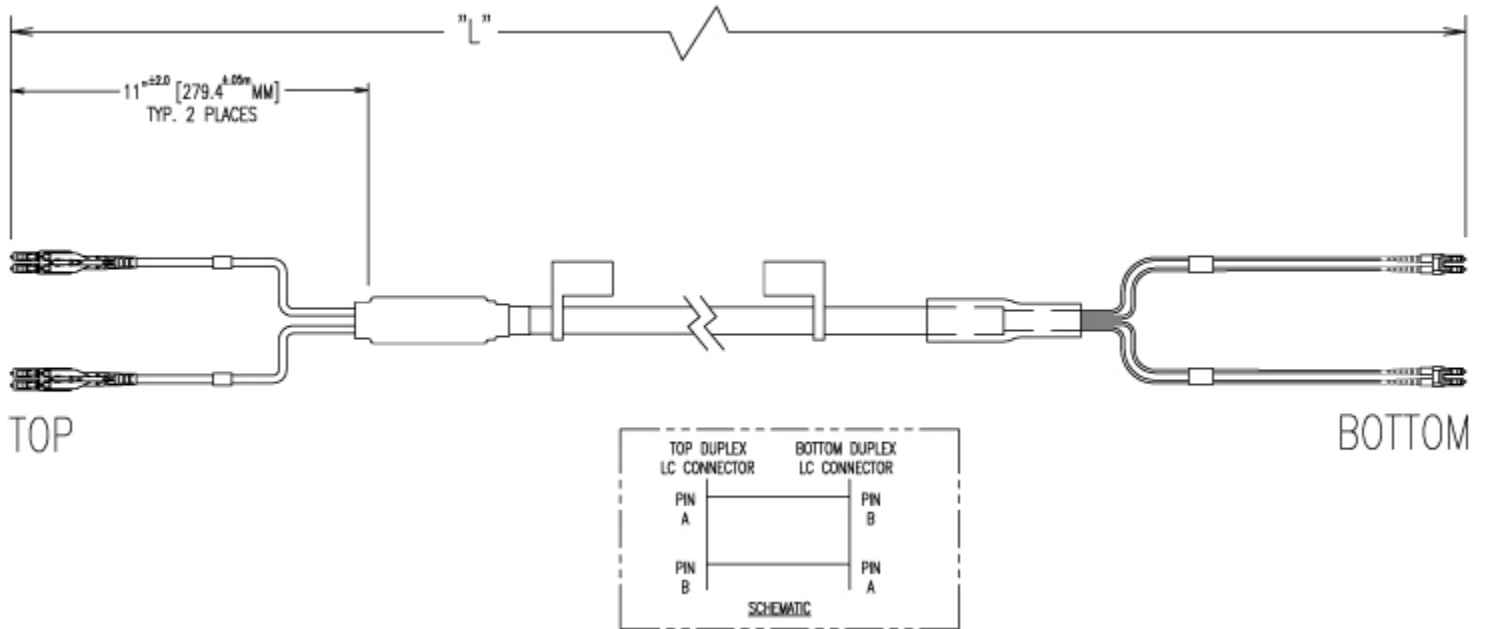 "L"
11"±2.0 [279.4±.05m MM]
TYP. 2 PLACES
TOP
BOTTOM
TOP DUPLEX
LC CONNECTOR
BOTTOM DUPLEX
LC CONNECTOR
PIN
A
PIN
B
PIN
B
PIN
A
SCHEMATIC